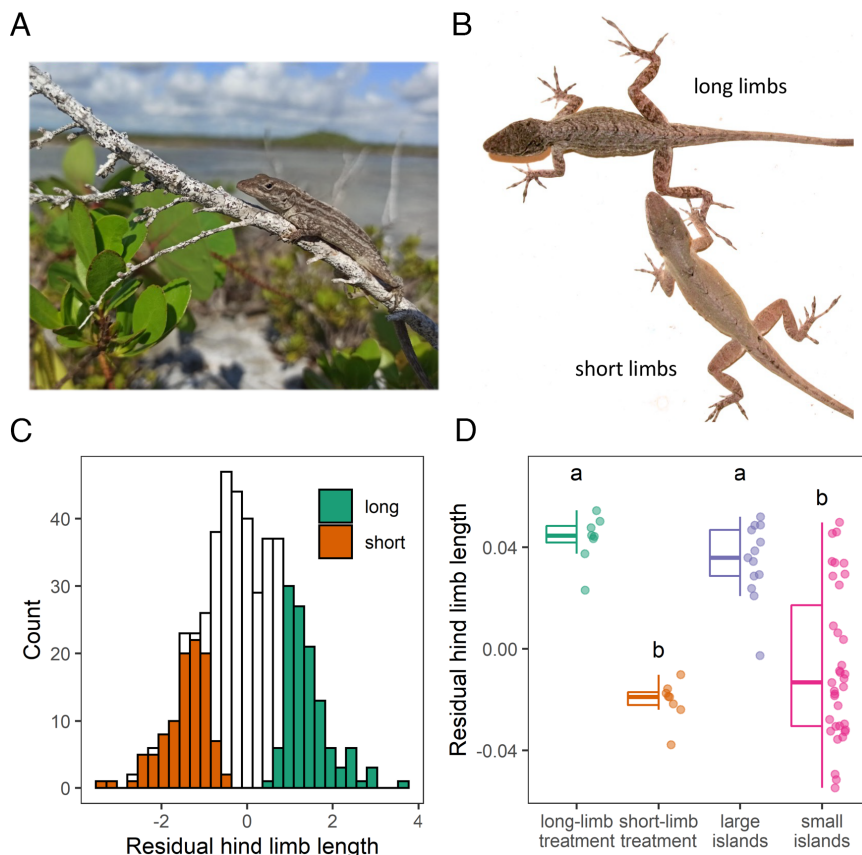 A
B
long limbs
short limbs
C
D
long
short
Count
40
30
20
10
0
-2
0
2
4
Residual hind limb length
a
a
b
b
Residual hind limb length
0.04
0.00
-0.04
long-limb
treatment
short-limb
treatment
large
islands
small
islands